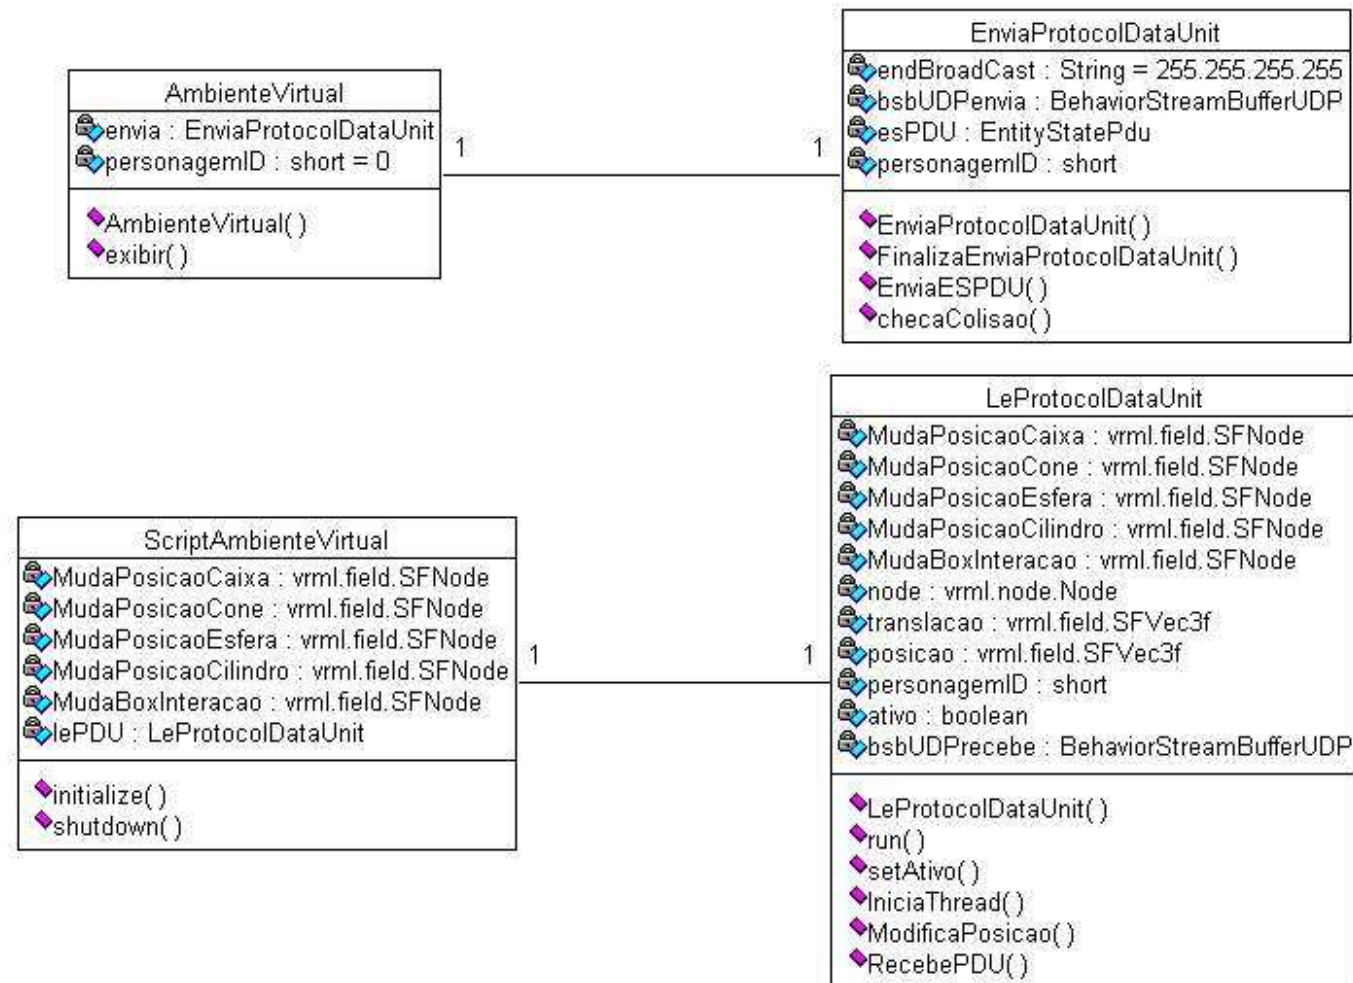 AmbienteVirtual
envia : EnviaProtocolDataUnit
personagemID : short = 0
AmbienteVirtual( )
exibir( )
1
1
EnviaProtocolDataUnit
endBroadCast : String = 255.255.255.255
bsbUDPenvia : BehaviorStreamBufferUDP
esPDU : EntityStatePdu
personagemID : short
EnviaProtocolDataUnit( )
FinalizaEnviaProtocolDataUnit( )
EnviaESPDU( )
checaColisao( )
ScriptAmbienteVirtual
MudaPosicaoCaixa : vrml.field.SFNode
MudaPosicaoCone : vrml.field.SFNode
MudaPosicaoEsfera : vrml.field.SFNode
MudaPosicaoCilindro : vrml.field.SFNode
MudaBoxInteracao : vrml.field.SFNode
lePDU : LeProtocolDataUnit
initialize( )
shutdown( )
1
1
LeProtocolDataUnit
MudaPosicaoCaixa : vrml.field.SFNode
MudaPosicaoCone : vrml.field.SFNode
MudaPosicaoEsfera : vrml.field.SFNode
MudaPosicaoCilindro : vrml.field.SFNode
MudaBoxInteracao : vrml.field.SFNode
node : vrml.node.Node
translacao : vrml.field.SFVec3f
posicao : vrml.field.SFVec3f
personagemID : short
ativo : boolean
bsbUDPrecebe : BehaviorStreamBufferUDP
LeProtocolDataUnit( )
run( )
setAtivo( )
IniciaThread( )
ModificaPosicao( )
RecebePDU( )